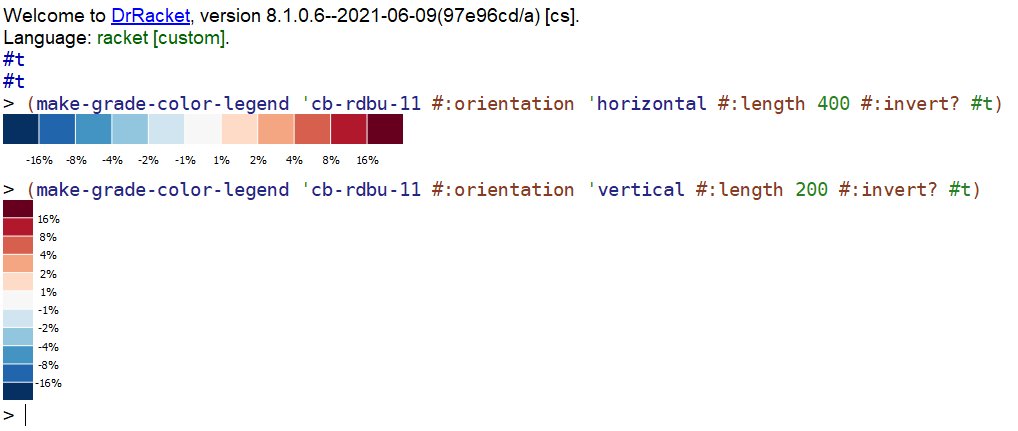 Welcome to DrRacket, version 8.1.0.6--2021-06-09(97e96cd/a) [cs].
Language: racket [custom].
#t
#t
> (make-grade-color-legend 'cb-rdbu-11 #:orientation 'horizontal #:length 400 #:invert? #t)
-16% -8% -4% -2% -1% 1% 2% 4% 8% 16%
> (make-grade-color-legend 'cb-rdbu-11 #:orientation 'vertical #:length 200 #:invert? #t)
16%
8%
4%
2%
1%
-1%
-2%
-4%
-8%
-16%
>